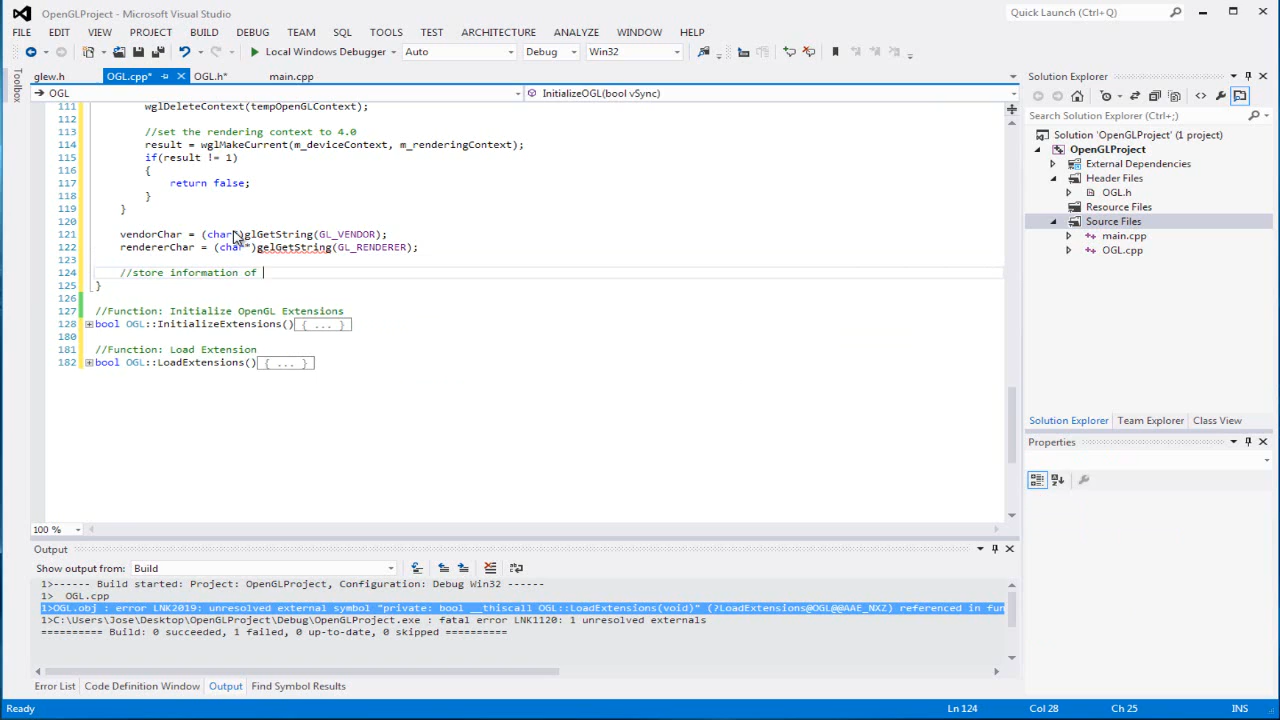 OpenGLProject - Microsoft Visual Studio
Quick Launch (Ctrl+Q)
FILE EDIT VIEW PROJECT BUILD DEBUG TEAM SQL TOOLS TEST ARCHITECTURE ANALYZE WINDOW HELP
Local Windows Debugger Auto Debug Win32
Toolbox
glew.h OGL.cpp* OGL.h* main.cpp
OGL InitializeOGL(bool vSync)
111 wglDeleteContext(tempOpenGLContext);
112
113 //set the rendering context to 4.0
114 result = wglMakeCurrent(m_deviceContext, m_renderingContext);
115 if(result != 1)
116 {
117 return false;
118 }
119 }
120
121 vendorChar = (char*)glGetString(GL_VENDOR);
122 rendererChar = (char*)gelGetString(GL_RENDERER);
123
124 //store information of
125 }
126
127 //Function: Initialize OpenGL Extensions
128 bool OGL::InitializeExtensions(){ ... }
180
181 //Function: Load Extension
182 bool OGL::LoadExtensions(){ ... }
100 %
Solution Explorer
Search Solution Explorer (Ctrl+;)
Solution 'OpenGLProject' (1 project)
OpenGLProject
External Dependencies
Header Files
OGL.h
Resource Files
Source Files
main.cpp
OGL.cpp
Solution Explorer Team Explorer Class View
Properties
Output
Show output from: Build
1>------ Build started: Project: OpenGLProject, Configuration: Debug Win32 ------
1> OGL.cpp
1>OGL.obj : error LNK2019: unresolved external symbol "private: bool __thiscall OGL::LoadExtensions(void)" (?LoadExtensions@OGL@@AAE_NXZ) referenced in fun
1>C:\Users\Jose\Desktop\OpenGLProject\Debug\OpenGLProject.exe : fatal error LNK1120: 1 unresolved externals
========== Build: 0 succeeded, 1 failed, 0 up-to-date, 0 skipped ==========
Error List Code Definition Window Output Find Symbol Results
Ready Ln 124 Col 28 Ch 25 INS